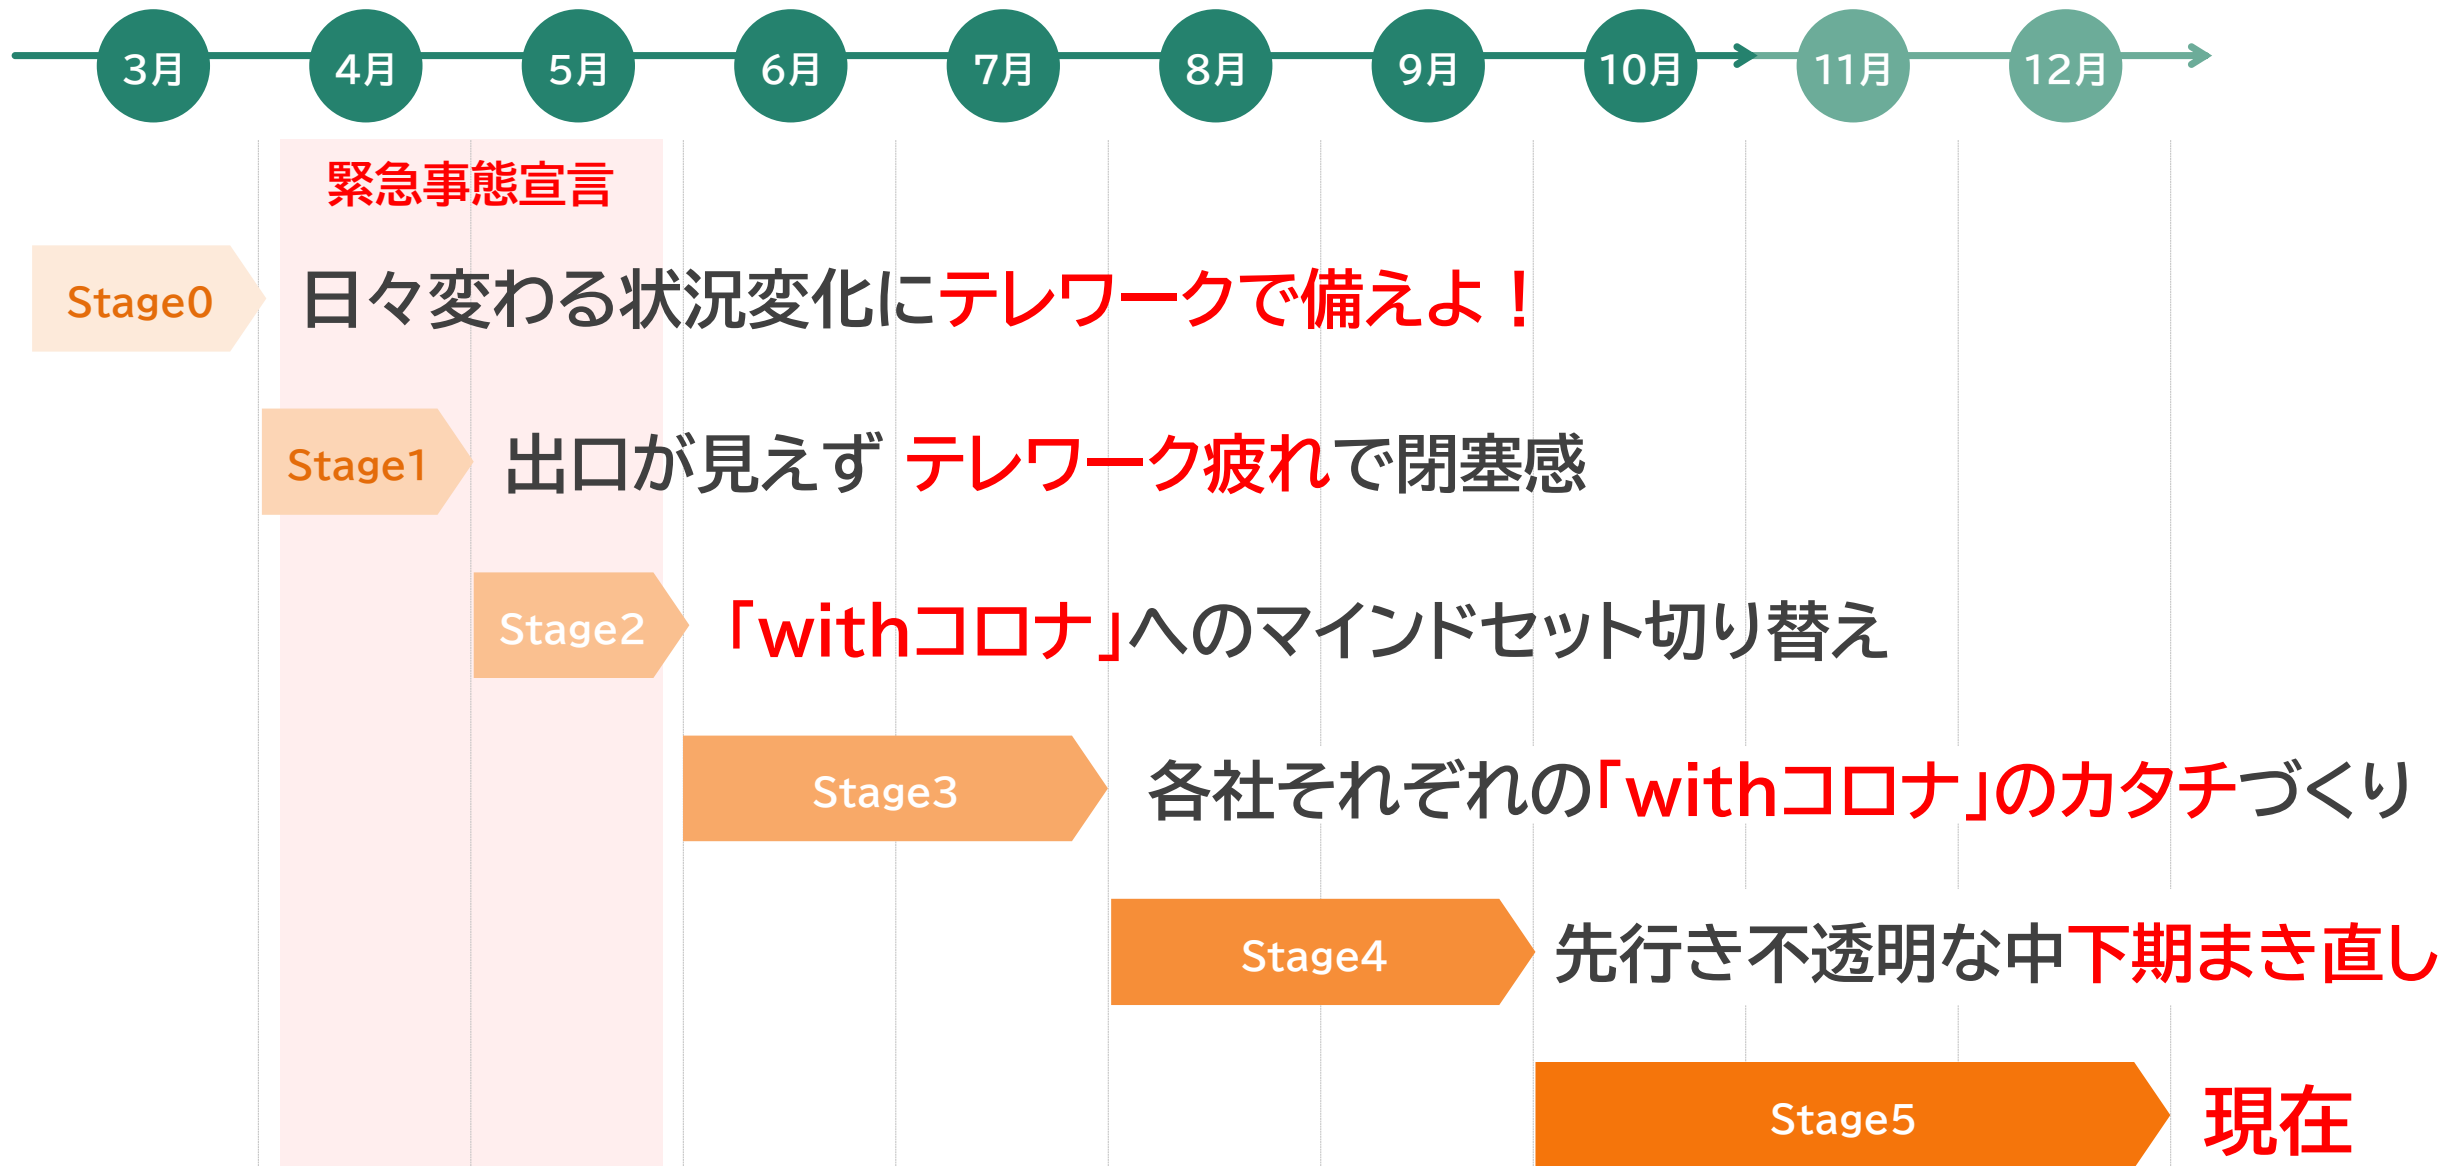 3月 4月 5月 6月 7月 8月 9月 10月 11月 12月
緊急事態宣言
Stage0 日々変わる状況変化にテレワークで備えよ！
Stage1 出口が見えず テレワーク疲れで閉塞感
Stage2 「withコロナ」へのマインドセット切り替え
Stage3 各社それぞれの「withコロナ」のカタチづくり
Stage4 先行き不透明な中下期まき直し
Stage5 現在